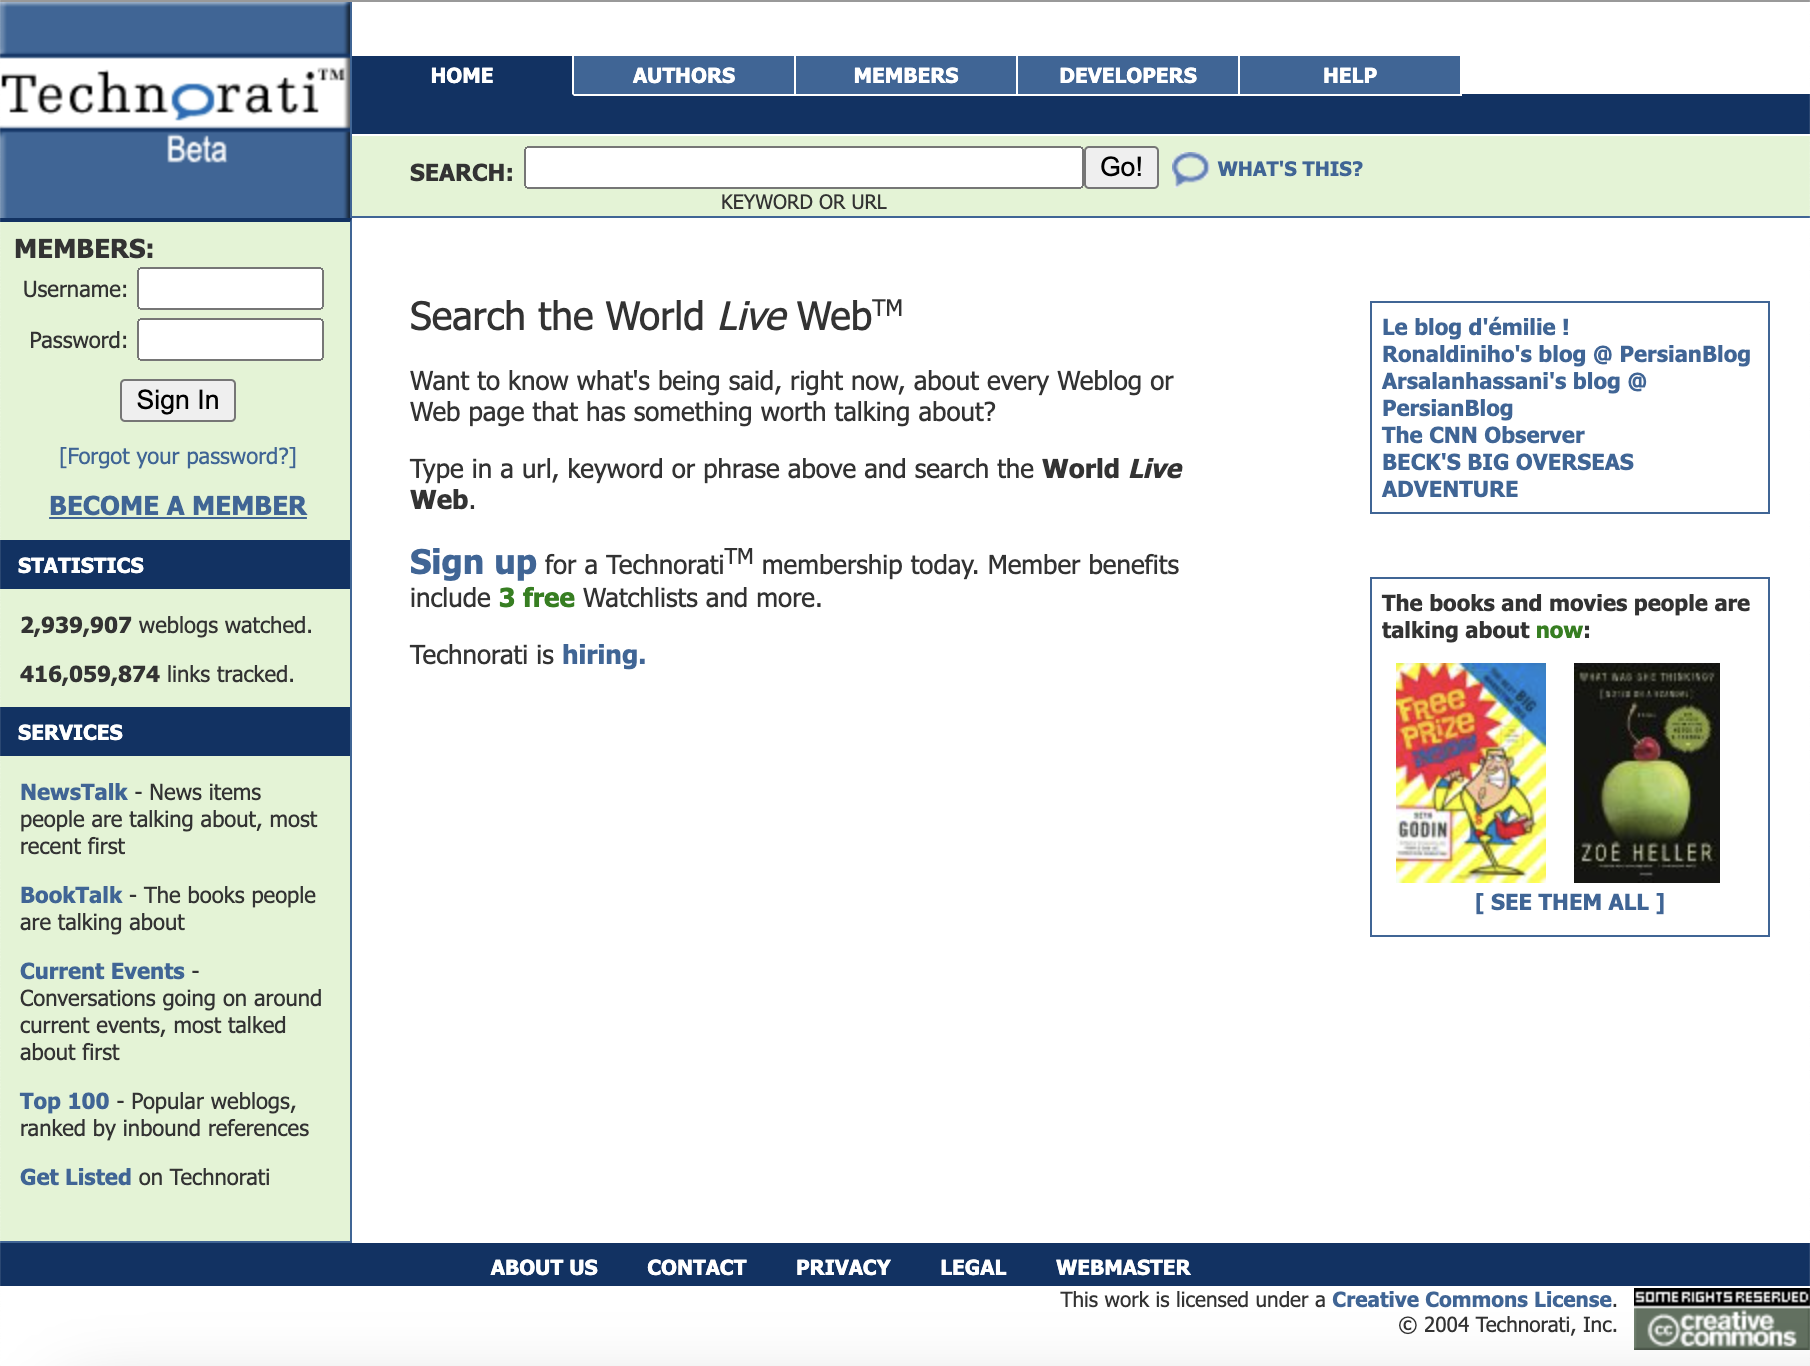 Technorati™
Beta
HOME
AUTHORS
MEMBERS
DEVELOPERS
HELP
SEARCH:
Go!
WHAT'S THIS?
KEYWORD OR URL
MEMBERS:
Username:
Password:
Sign In
[Forgot your password?]
BECOME A MEMBER
STATISTICS
2,939,907 weblogs watched.
416,059,874 links tracked.
SERVICES
NewsTalk - News items
people are talking about, most
recent first
BookTalk - The books people
are talking about
Current Events -
Conversations going on around
current events, most talked
about first
Top 100 - Popular weblogs,
ranked by inbound references
Get Listed on Technorati
Search the World Live Web™
Want to know what's being said, right now, about every Weblog or
Web page that has something worth talking about?
Type in a url, keyword or phrase above and search the World Live
Web.
Sign up for a Technorati™ membership today. Member benefits
include 3 free Watchlists and more.
Technorati is hiring.
Le blog d'émilie !
Ronaldiniho's blog @ PersianBlog
Arsalanhassani's blog @
PersianBlog
The CNN Observer
BECK'S BIG OVERSEAS
ADVENTURE
The books and movies people are
talking about now:
FREE
PRIZE
INSIDE!
SETH
GODIN
WHAT WAS SHE THINKING?
[NOTES ON A SCANDAL]
ZOË HELLER
[ SEE THEM ALL ]
ABOUT US
CONTACT
PRIVACY
LEGAL
WEBMASTER
This work is licensed under a Creative Commons License.
© 2004 Technorati, Inc.
SOME RIGHTS RESERVED
cc creative
commons